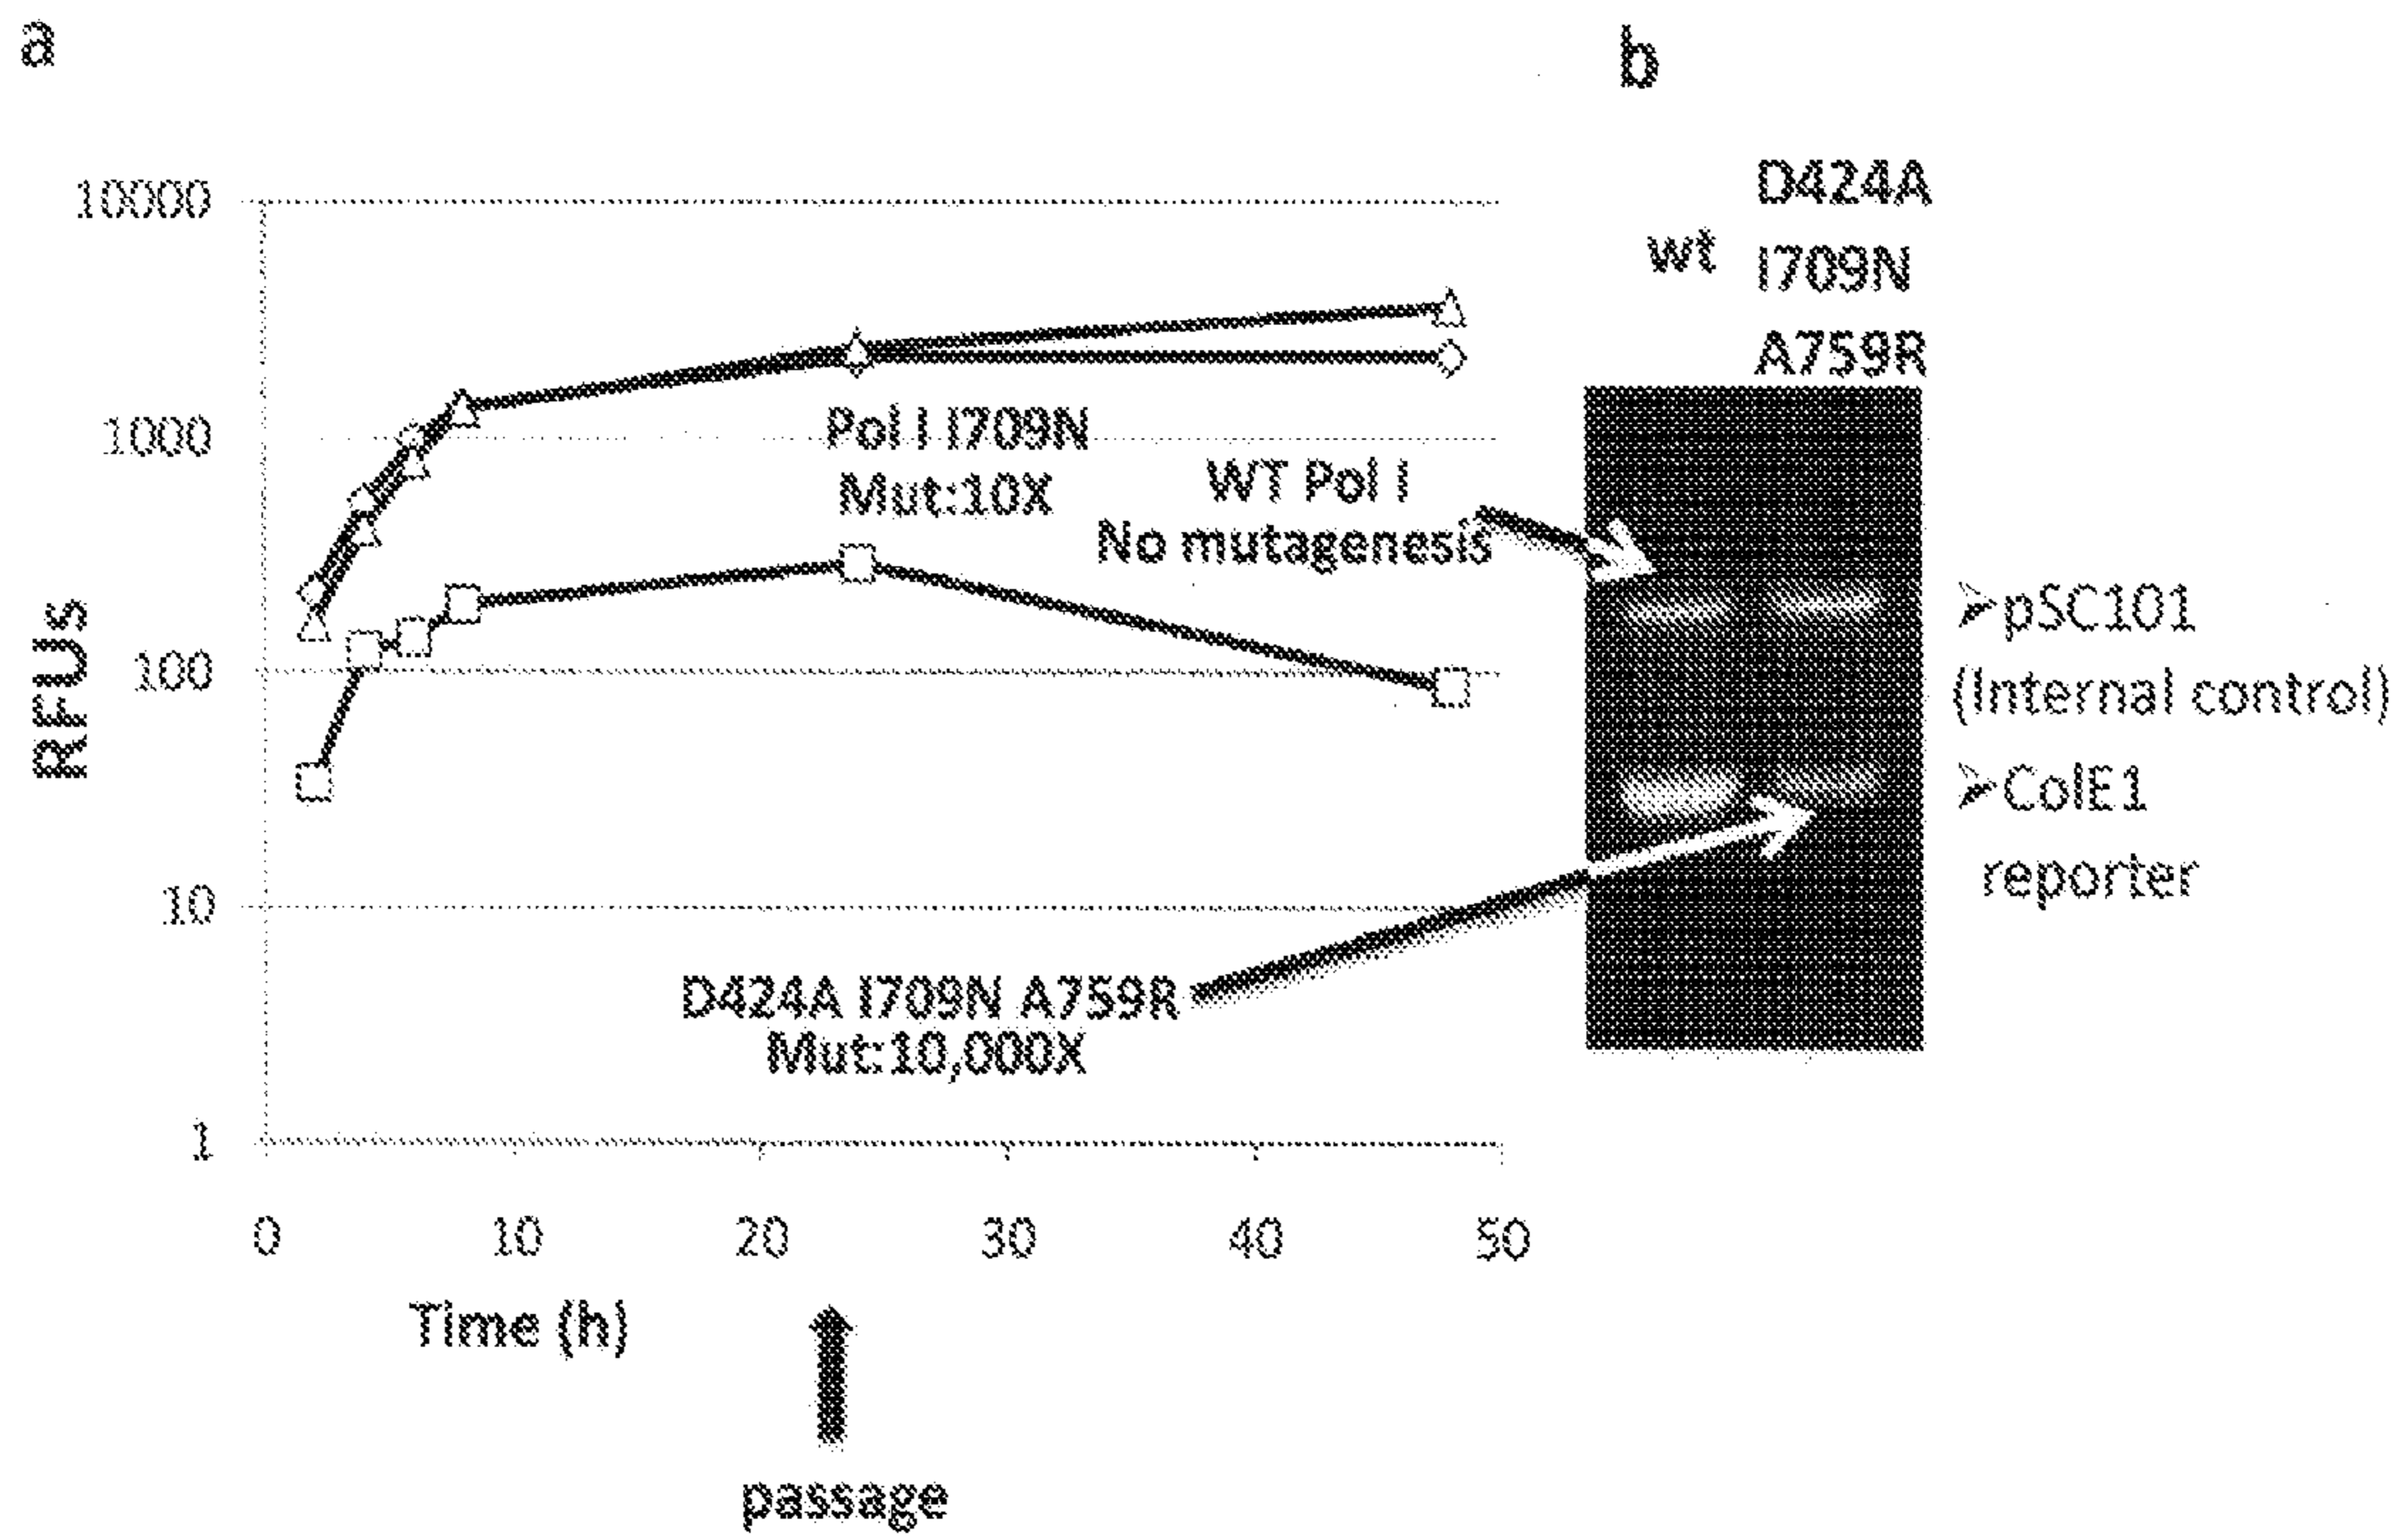 a
b
10000
1000
100
10
1
RFUs
0 10 20 30 40 50
Time (h)
passage
Pol I I709N
Mut:10X
WT Pol I
No mutagenesis
D424A I709N A759R
Mut:10,000X
wt
D424A
I709N
A759R
pSC101
(Internal control)
ColE1
reporter